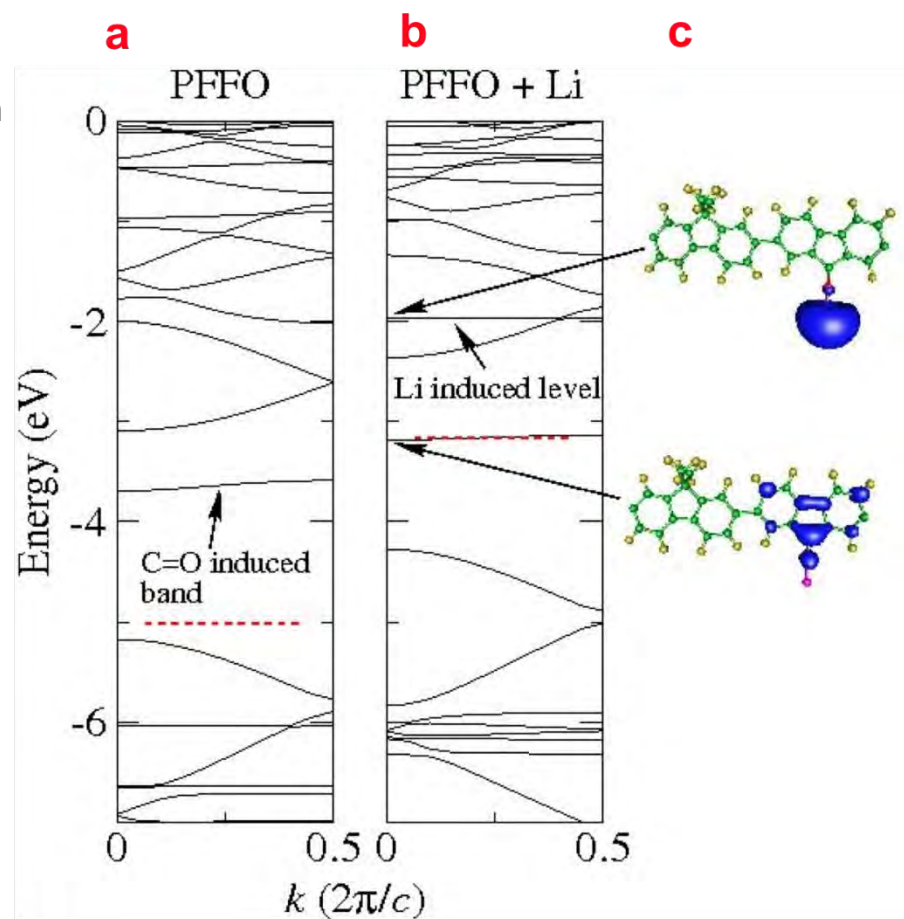 a
b
c
PFFO
PFFO + Li
0
-2
-4
-6
Energy (eV)
C=O induced
band
Li induced level
0
0.5
0
0.5
k (2π/c)